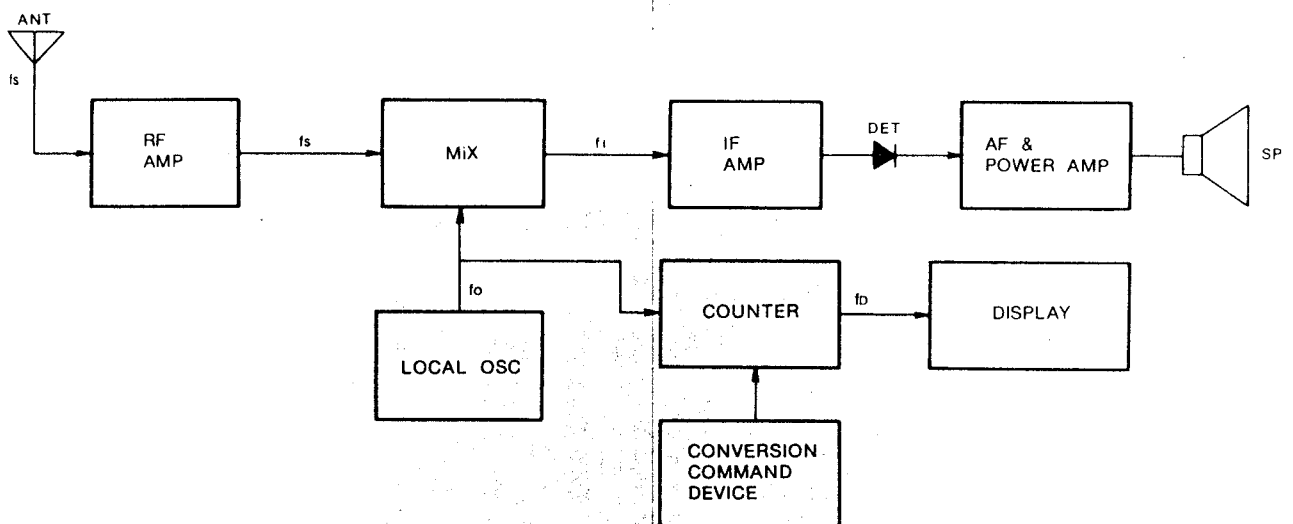 ANT
fs
RF
AMP
fs
MiX
fi
IF
AMP
DET
AF &
POWER AMP
SP
fo
LOCAL OSC
COUNTER
fD
DISPLAY
CONVERSION
COMMAND
DEVICE